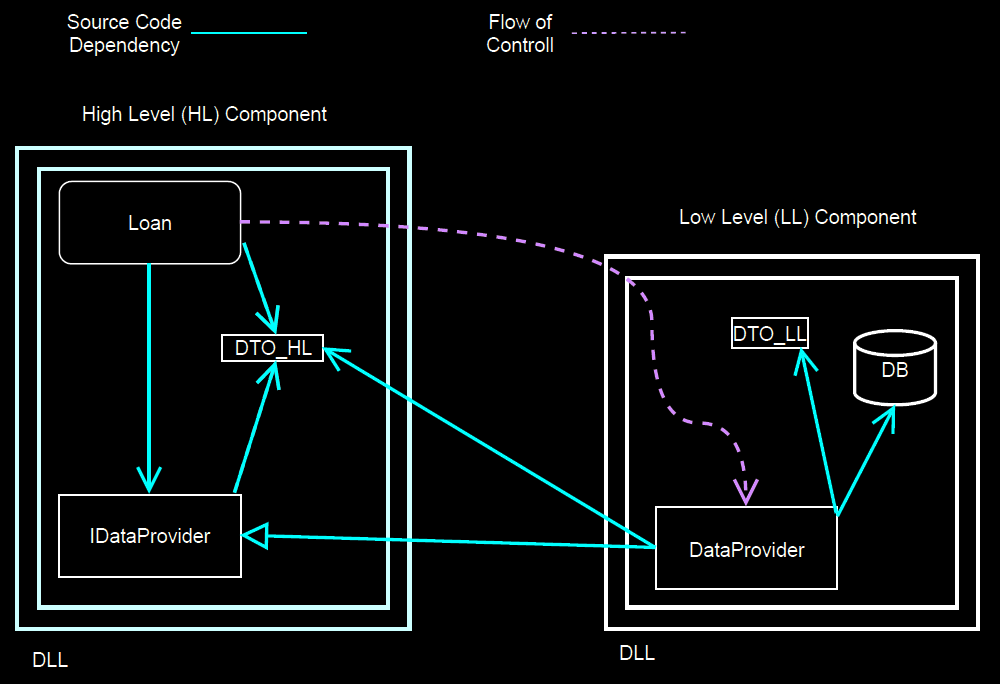 Source Code
Dependency
Flow of
Controll
High Level (HL) Component
Loan
Low Level (LL) Component
DTO_HL
DTO_LL
DB
IDataProvider
DataProvider
DLL
DLL